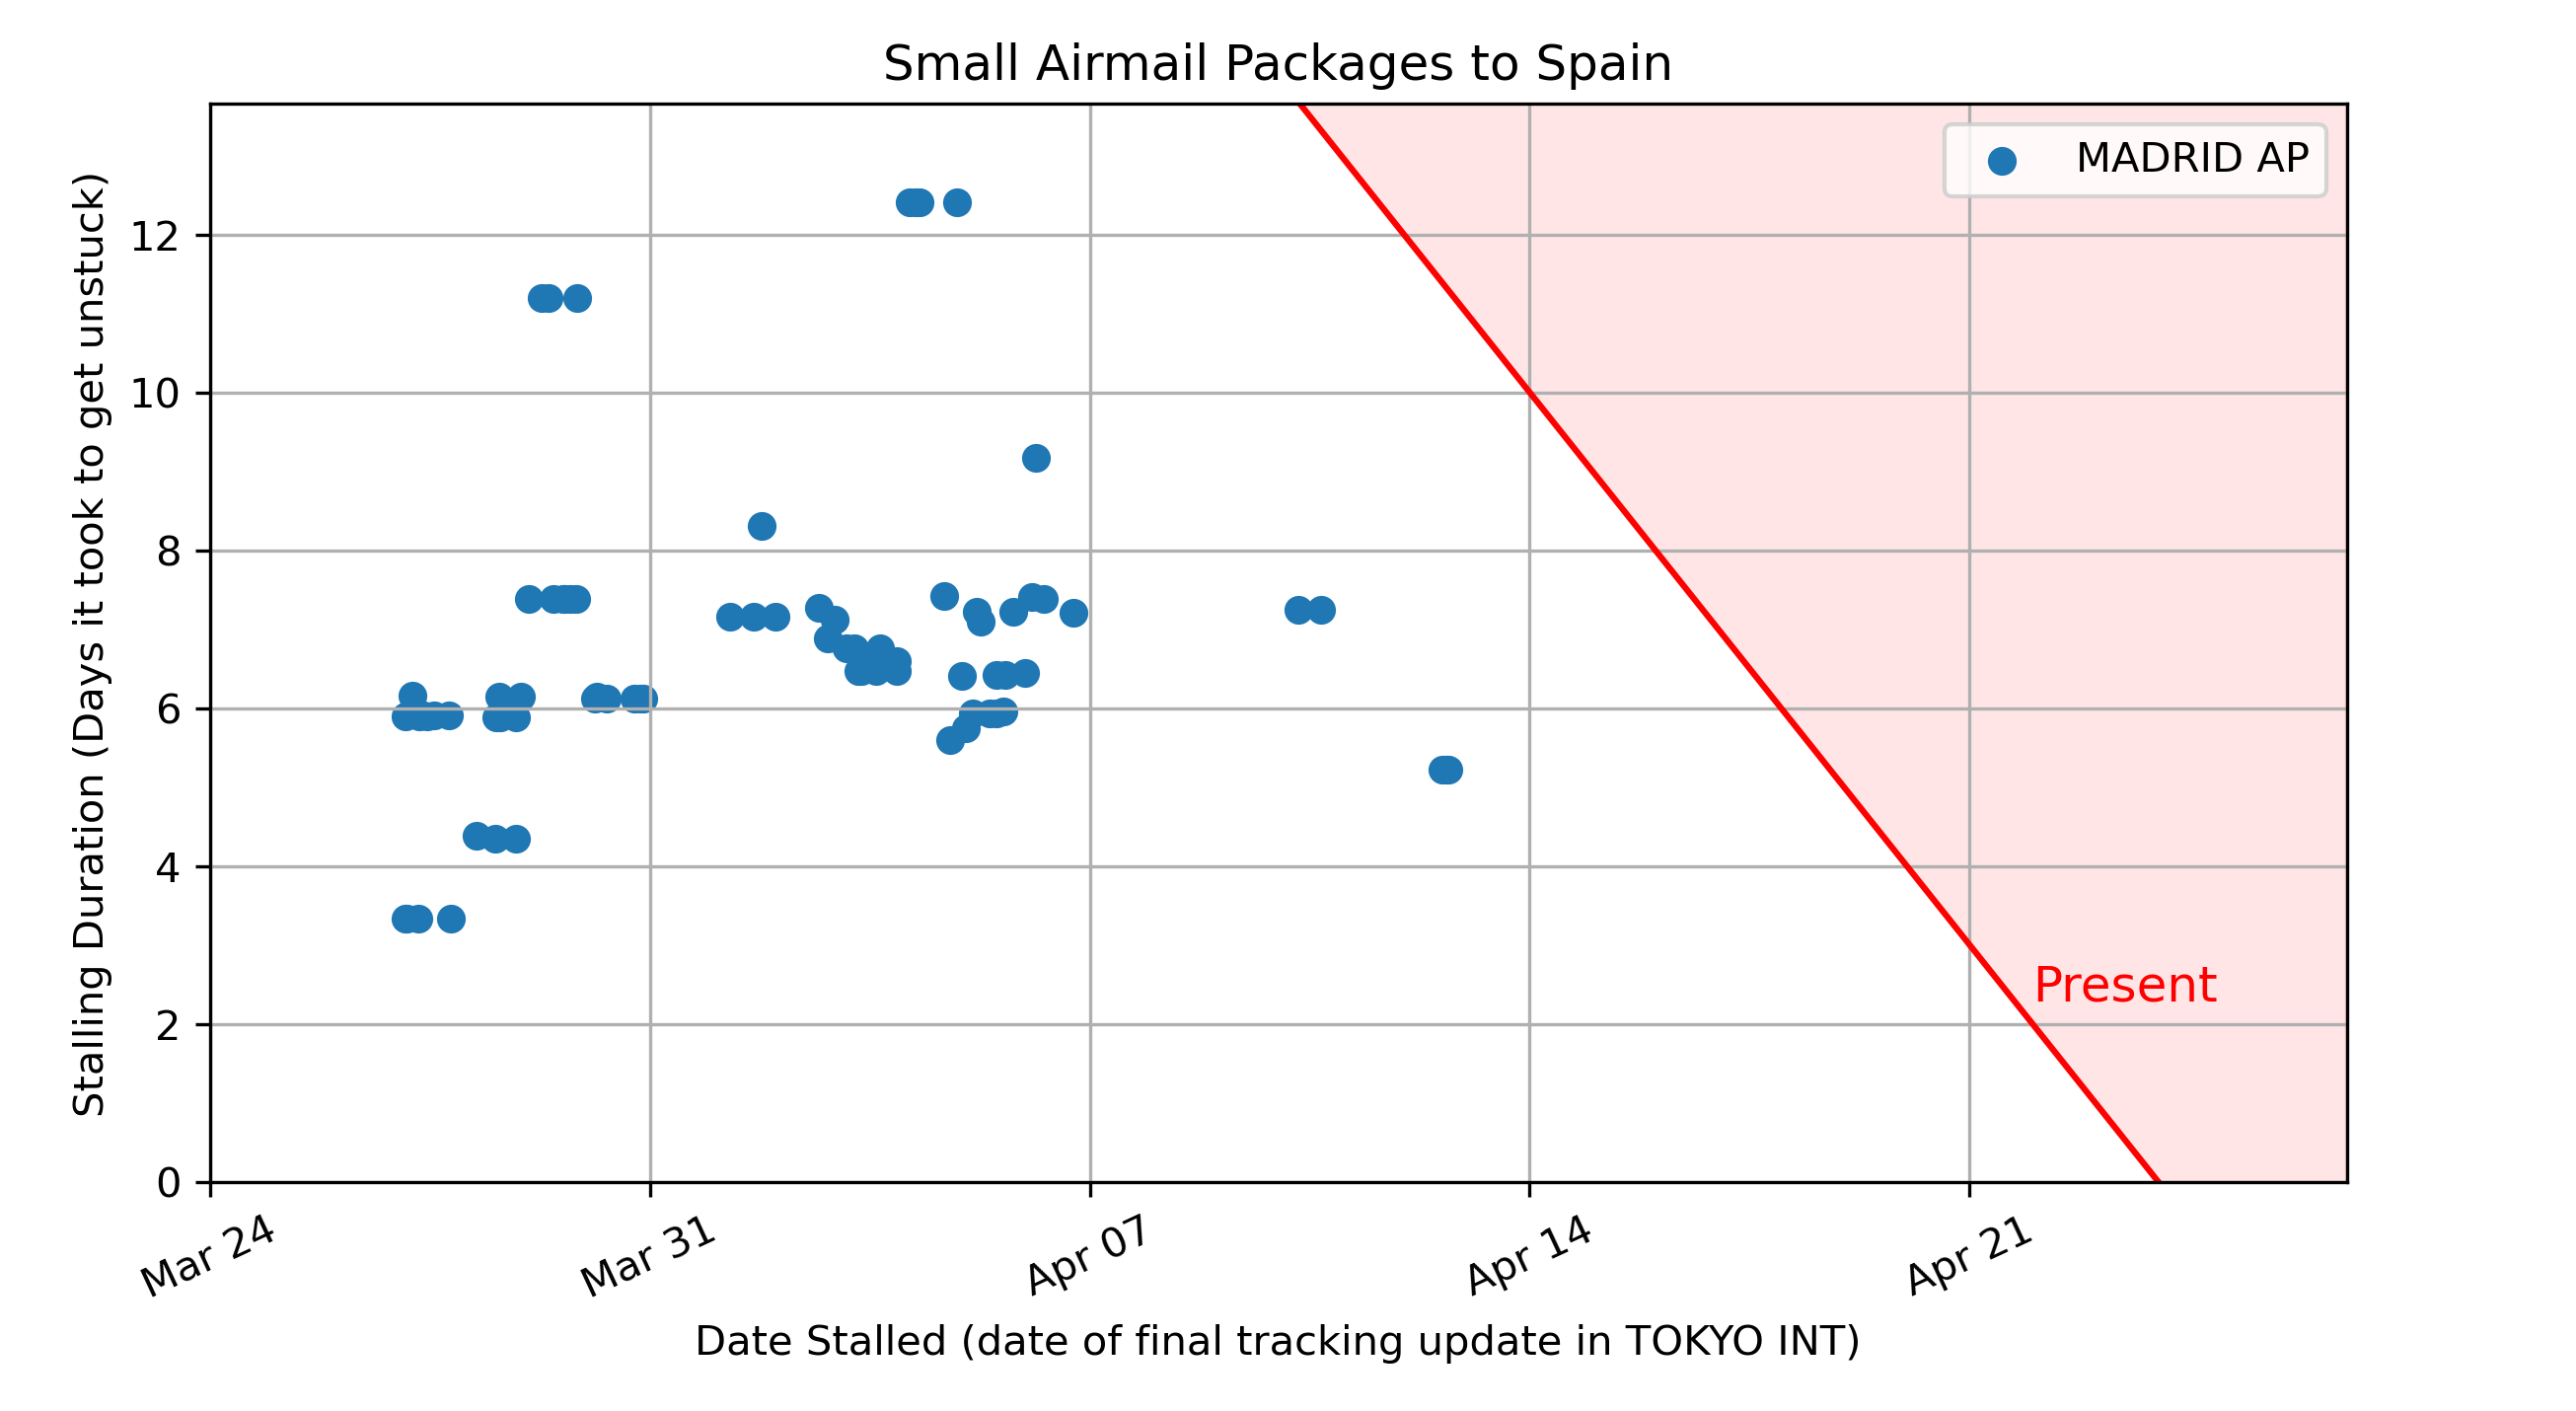 Small Airmail Packages to Spain
MADRID AP
Stalling Duration (Days it took to get unstuck)
12
10
8
6
4
2
0
Present
Mar 24
Mar 31
Apr 07
Apr 14
Apr 21
Date Stalled (date of final tracking update in TOKYO INT)